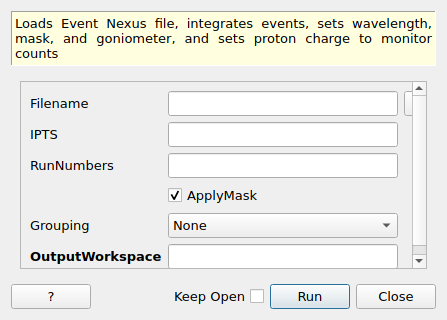 Loads Event Nexus file, integrates events, sets wavelength,
mask, and goniometer, and sets proton charge to monitor
counts
Filename
IPTS
RunNumbers
ApplyMask
Grouping None
OutputWorkspace
? Keep Open Run Close